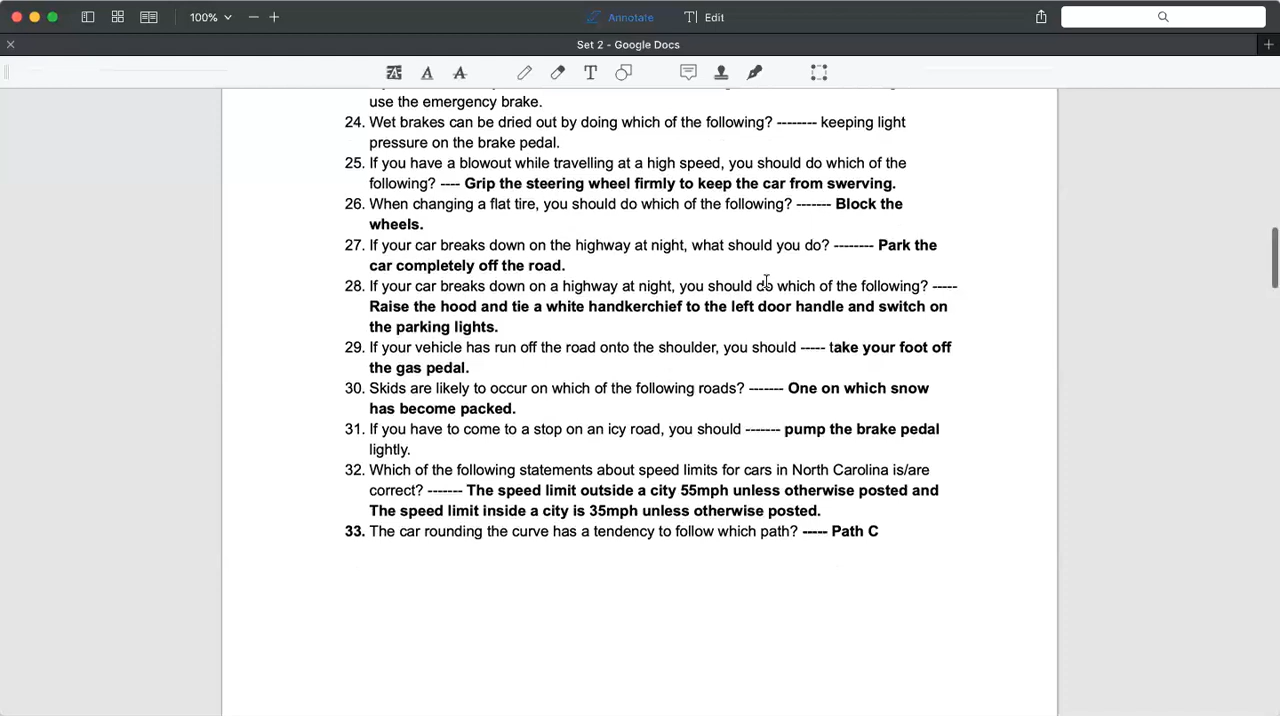 100%
Annotate
Edit
Set 2 - Google Docs
use the emergency brake.
24. Wet brakes can be dried out by doing which of the following? -------- keeping light
pressure on the brake pedal.
25. If you have a blowout while travelling at a high speed, you should do which of the
following? ---- Grip the steering wheel firmly to keep the car from swerving.
26. When changing a flat tire, you should do which of the following? ------- Block the
wheels.
27. If your car breaks down on the highway at night, what should you do? -------- Park the
car completely off the road.
28. If your car breaks down on a highway at night, you should do which of the following? -----
Raise the hood and tie a white handkerchief to the left door handle and switch on
the parking lights.
29. If your vehicle has run off the road onto the shoulder, you should ----- take your foot off
the gas pedal.
30. Skids are likely to occur on which of the following roads? ------- One on which snow
has become packed.
31. If you have to come to a stop on an icy road, you should ------- pump the brake pedal
lightly.
32. Which of the following statements about speed limits for cars in North Carolina is/are
correct? ------- The speed limit outside a city 55mph unless otherwise posted and
The speed limit inside a city is 35mph unless otherwise posted.
33. The car rounding the curve has a tendency to follow which path? ----- Path C